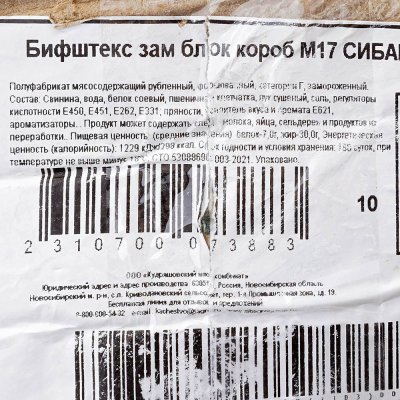 Бифштекс зам блок короб М17 СИБА
Полуфабрикат мясосодержащий рубленный, формованный, категории Г, замороженный.
Состав: Свинина, вода, белок соевый, пшеничная клетчатка, лук сушеный, соль, регуляторы
кислотности Е450, Е451, Е262, Е331; пряности, усилитель вкуса и аромата Е621,
ароматизаторы.. Продукт может содержать следы молока, яйца, сельдерея и продуктов их
переработки. Пищевая ценность (средние значения) белок-7,0г, жир-30,0г, Энергетическая
ценность (калорийность): 1229 кДж/298 ккал. Срок годности и условия хранения: 180 суток, при
температуре не выше минус 18 СТО 53088696-003-2021. Упаковано.
10
2 310700 073883
ООО «Кудряшовский мясокомбинат»
Юридический адрес и адрес производства: Россия, Новосибирская область
Новосибирский м. р-н, с.п. Криводановский сельсовет, тер. 1-я Промышленная зона, зд. 19.
Бесплатная линия для отзывов и
8-800-600-54-32 e-mail: